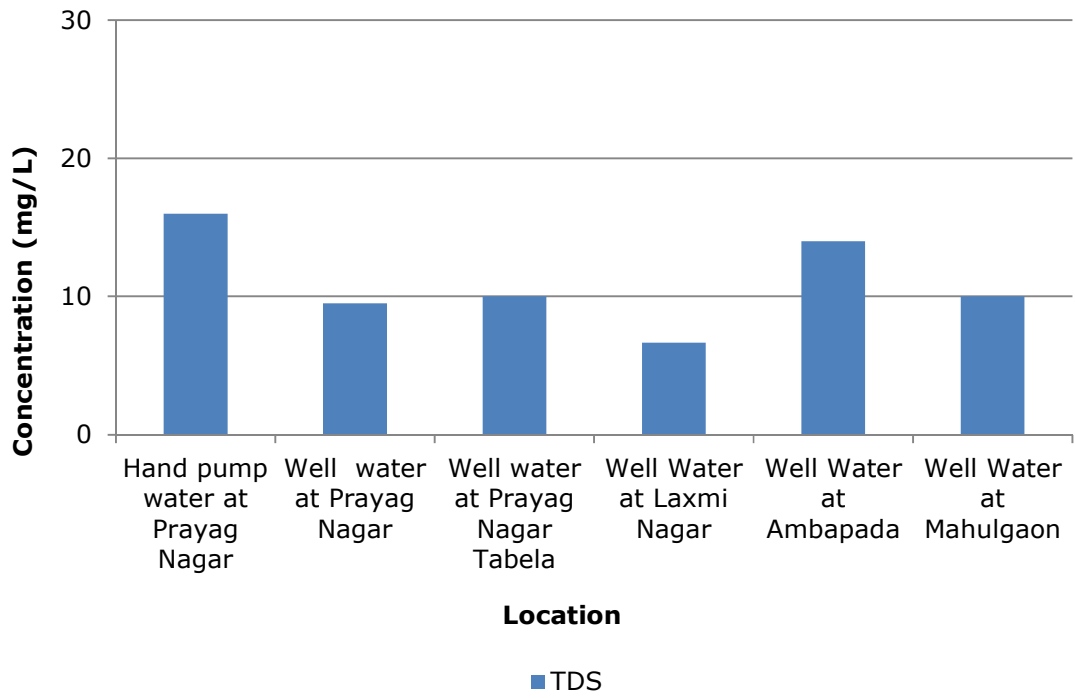 30
20
10
0
Concentration (mg/L)
Hand pump
water at
Prayag
Nagar
Well water
at Prayag
Nagar
Well water
at Prayag
Nagar
Tabela
Well Water
at Laxmi
Nagar
Well Water
at
Ambapada
Well Water
at
Mahulgaon
Location
TDS